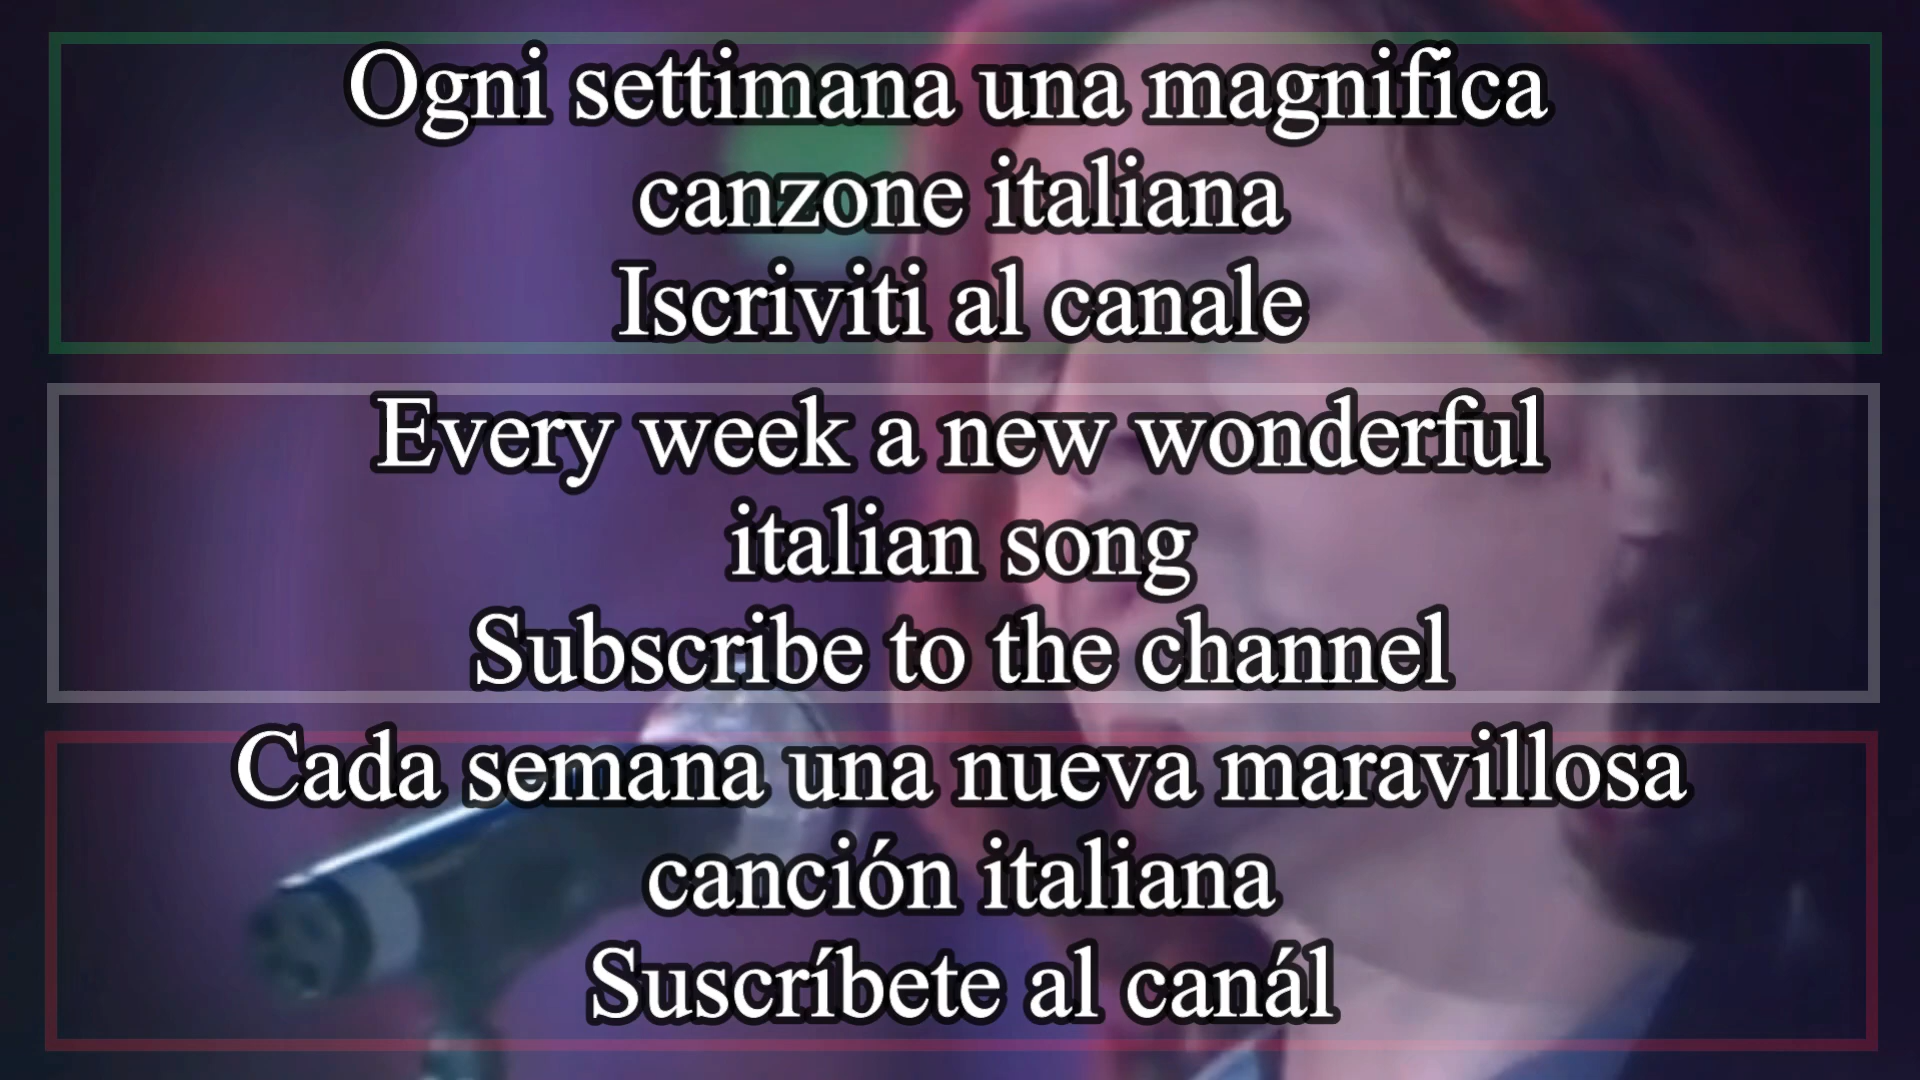 Ogni settimana una magnifica
canzone italiana
Iscriviti al canale
Every week a new wonderful
italian song
Subscribe to the channel
Cada semana una nueva maravillosa
canción italiana
Suscríbete al canál